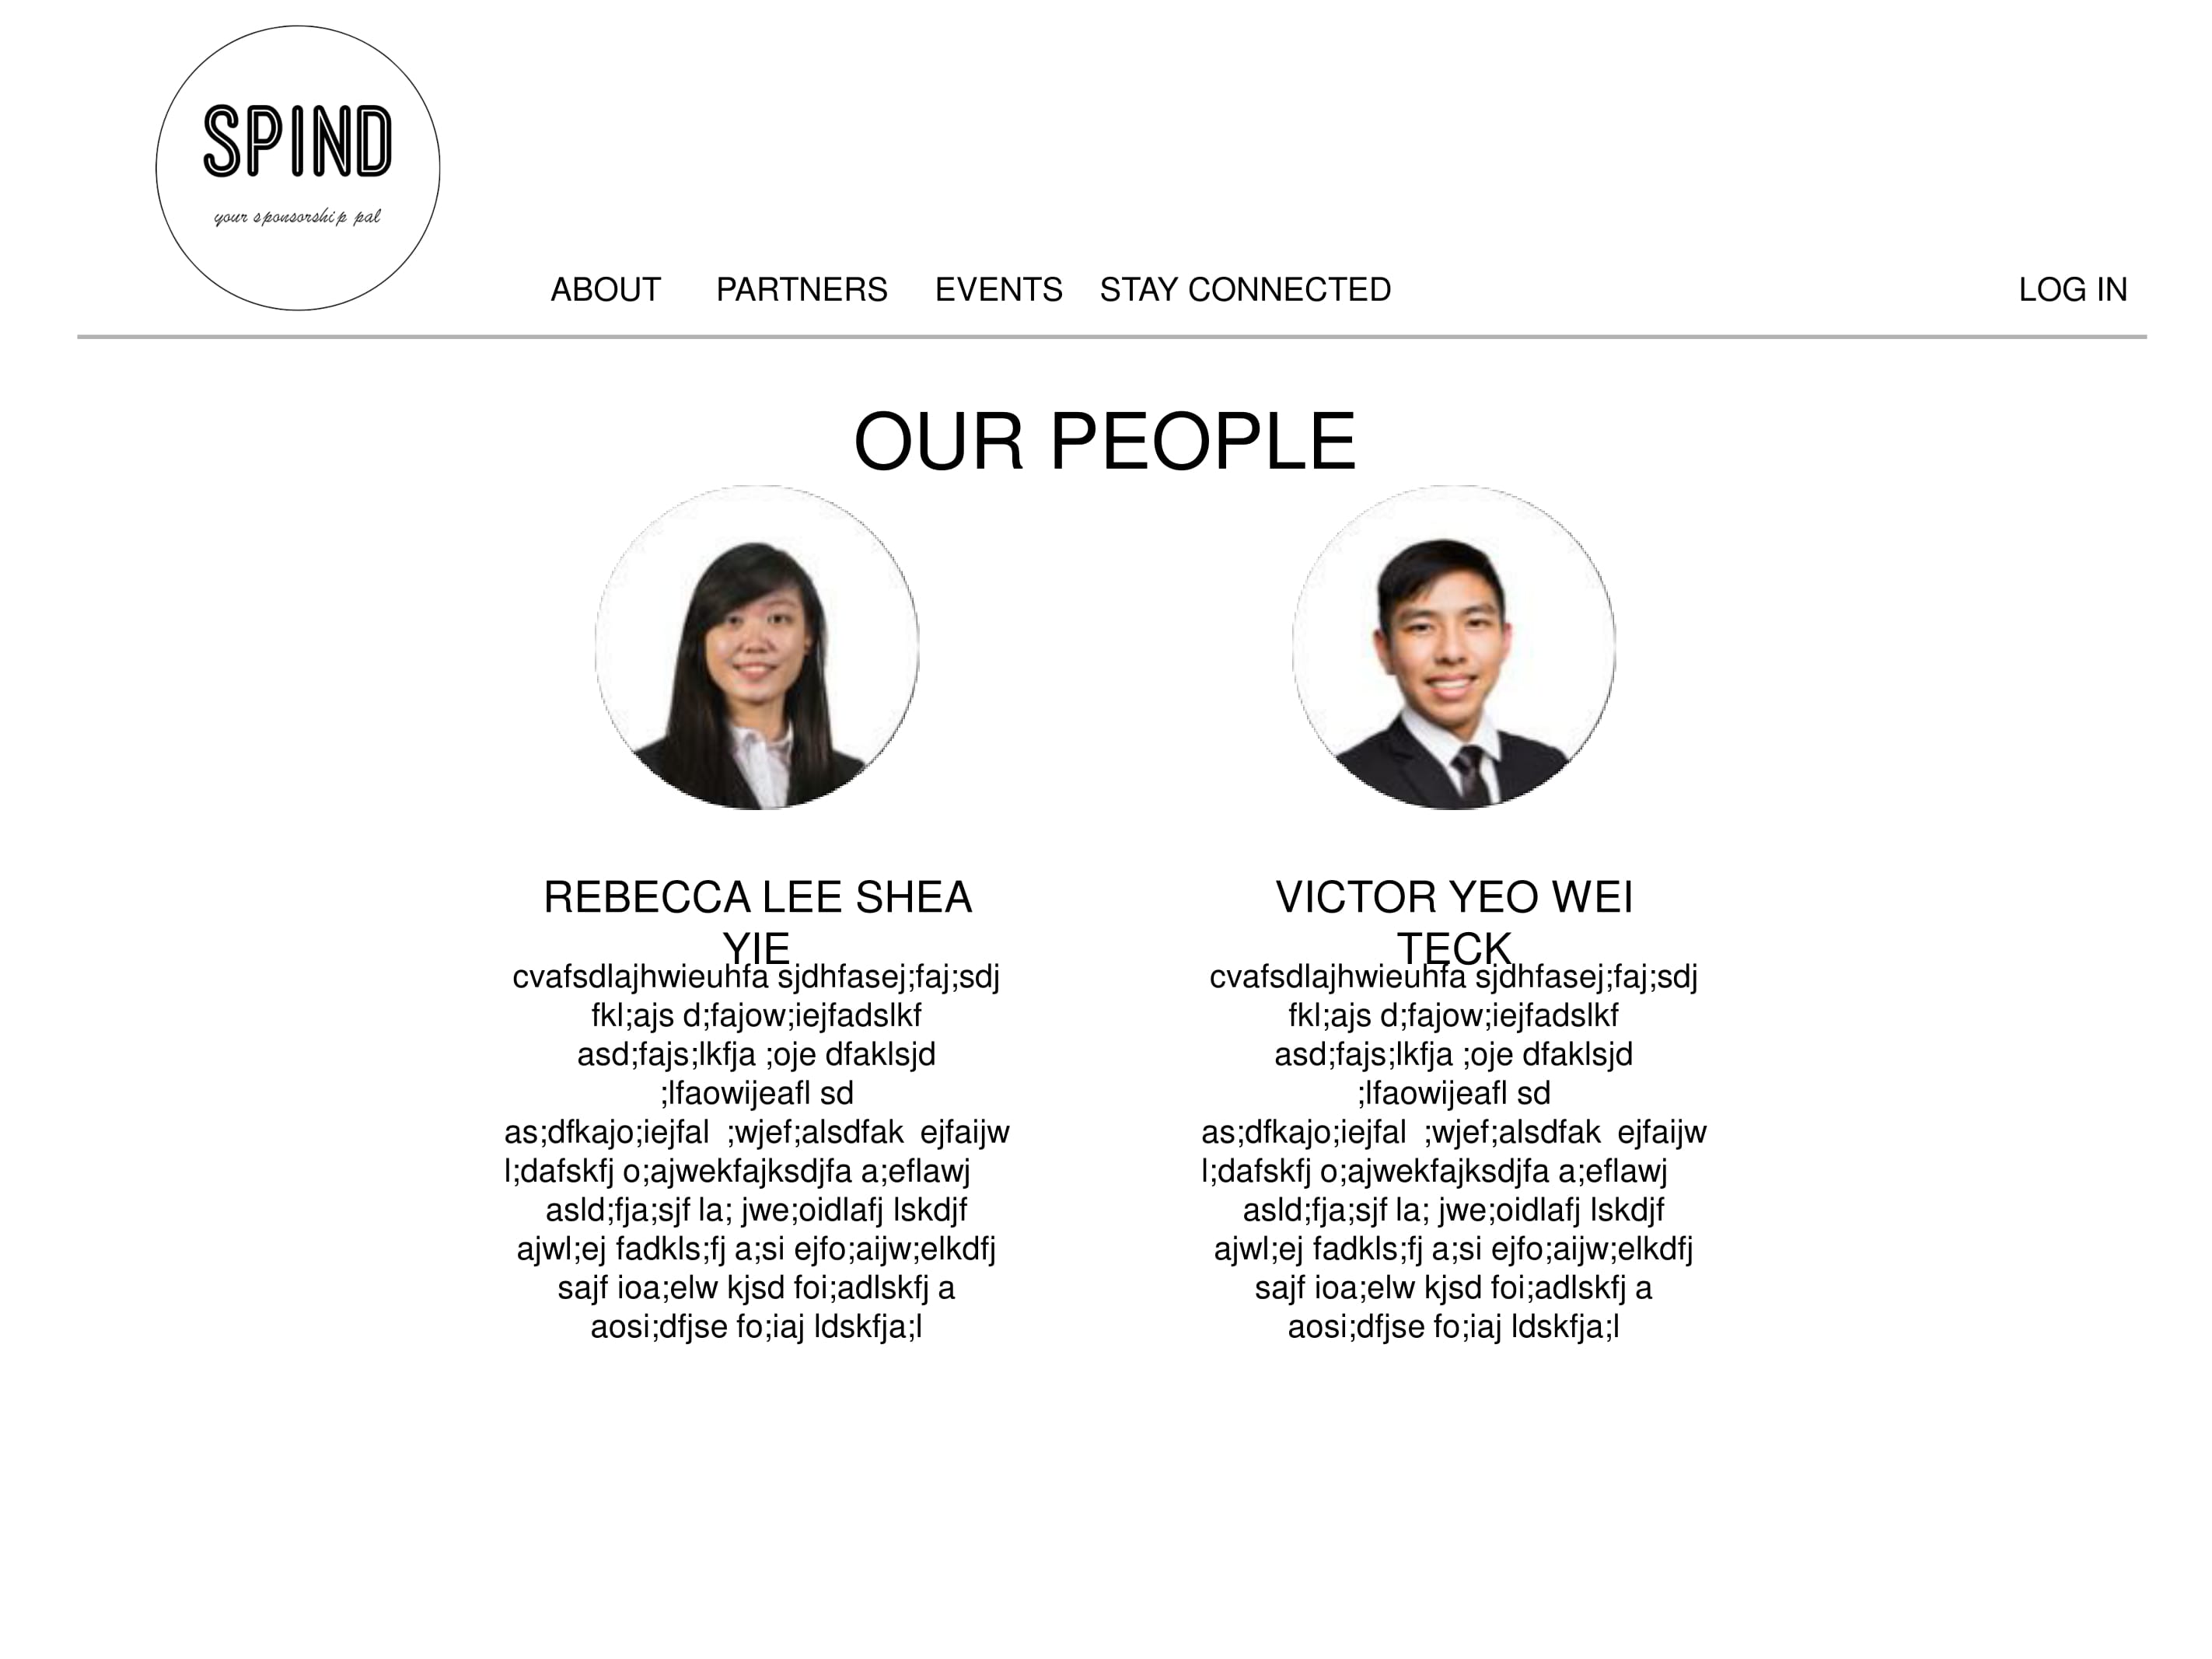 SPIND
your sponsorship pal
ABOUT PARTNERS EVENTS STAY CONNECTED LOG IN
OUR PEOPLE
REBECCA LEE SHEA
YIE
cvafsdlajhwieuhfa sjdhfasej;faj;sdj
fkl;ajs d;fajow;iejfadslkf
asd;fajs;lkfja ;oje dfaklsjd
;lfaowijeafl sd
as;dfkajo;iejfal  ;wjef;alsdfak  ejfaijw
l;dafskfj o;ajwekfajksdjfa a;eflawj
asld;fja;sjf la; jwe;oidlafj lskdjf
ajwl;ej fadkls;fj a;si ejfo;aijw;elkdfj
sajf ioa;elw kjsd foi;adlskfj a
aosi;dfjse fo;iaj ldskfja;l
VICTOR YEO WEI
TECK
cvafsdlajhwieuhfa sjdhfasej;faj;sdj
fkl;ajs d;fajow;iejfadslkf
asd;fajs;lkfja ;oje dfaklsjd
;lfaowijeafl sd
as;dfkajo;iejfal  ;wjef;alsdfak  ejfaijw
l;dafskfj o;ajwekfajksdjfa a;eflawj
asld;fja;sjf la; jwe;oidlafj lskdjf
ajwl;ej fadkls;fj a;si ejfo;aijw;elkdfj
sajf ioa;elw kjsd foi;adlskfj a
aosi;dfjse fo;iaj ldskfja;l